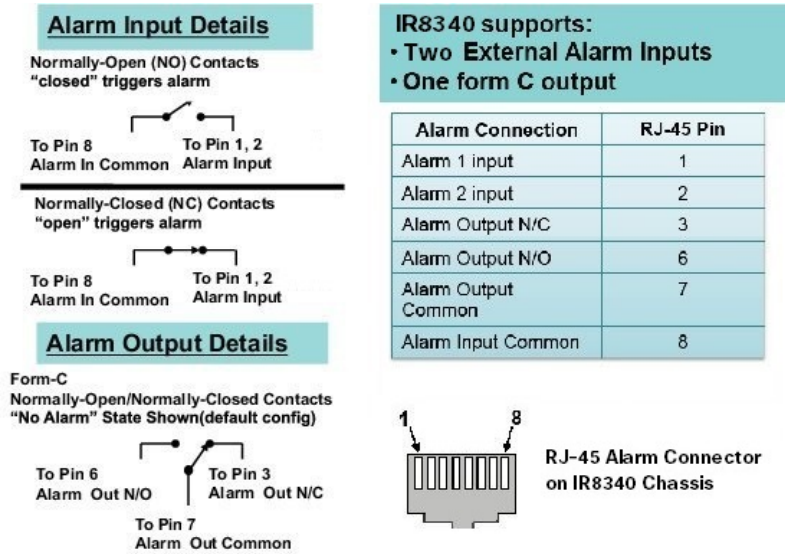 Alarm Input Details
Normally-Open (NO) Contacts
“closed” triggers alarm
To Pin 8
Alarm In Common
To Pin 1, 2
Alarm Input
Normally-Closed (NC) Contacts
“open” triggers alarm
To Pin 8
Alarm In Common
To Pin 1, 2
Alarm Input
Alarm Output Details
Form-C
Normally-Open/Normally-Closed Contacts
“No Alarm” State Shown(default config)
To Pin 6
Alarm Out N/O
To Pin 3
Alarm Out N/C
To Pin 7
Alarm Out Common
IR8340 supports:
• Two External Alarm Inputs
• One form C output
Alarm Connection RJ-45 Pin
Alarm 1 input 1
Alarm 2 input 2
Alarm Output N/C 3
Alarm Output N/O 6
Alarm Output
Common 7
Alarm Input Common 8
1 8
RJ-45 Alarm Connector
on IR8340 Chassis